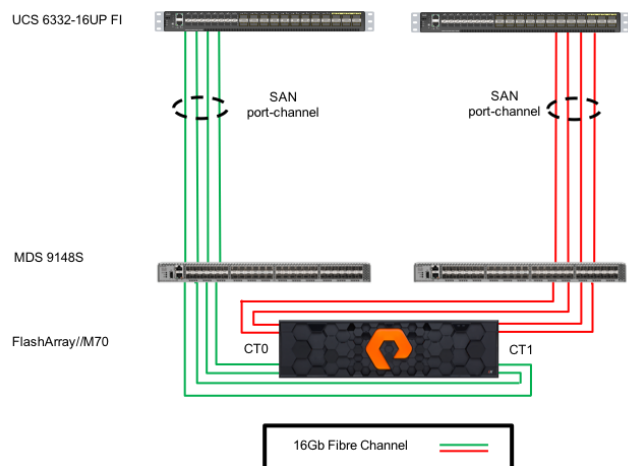 UCS 6332-16UP FI
SAN
port-channel
SAN
port-channel
MDS 9148S
FlashArray//M70
CT0
CT1
16Gb Fibre Channel